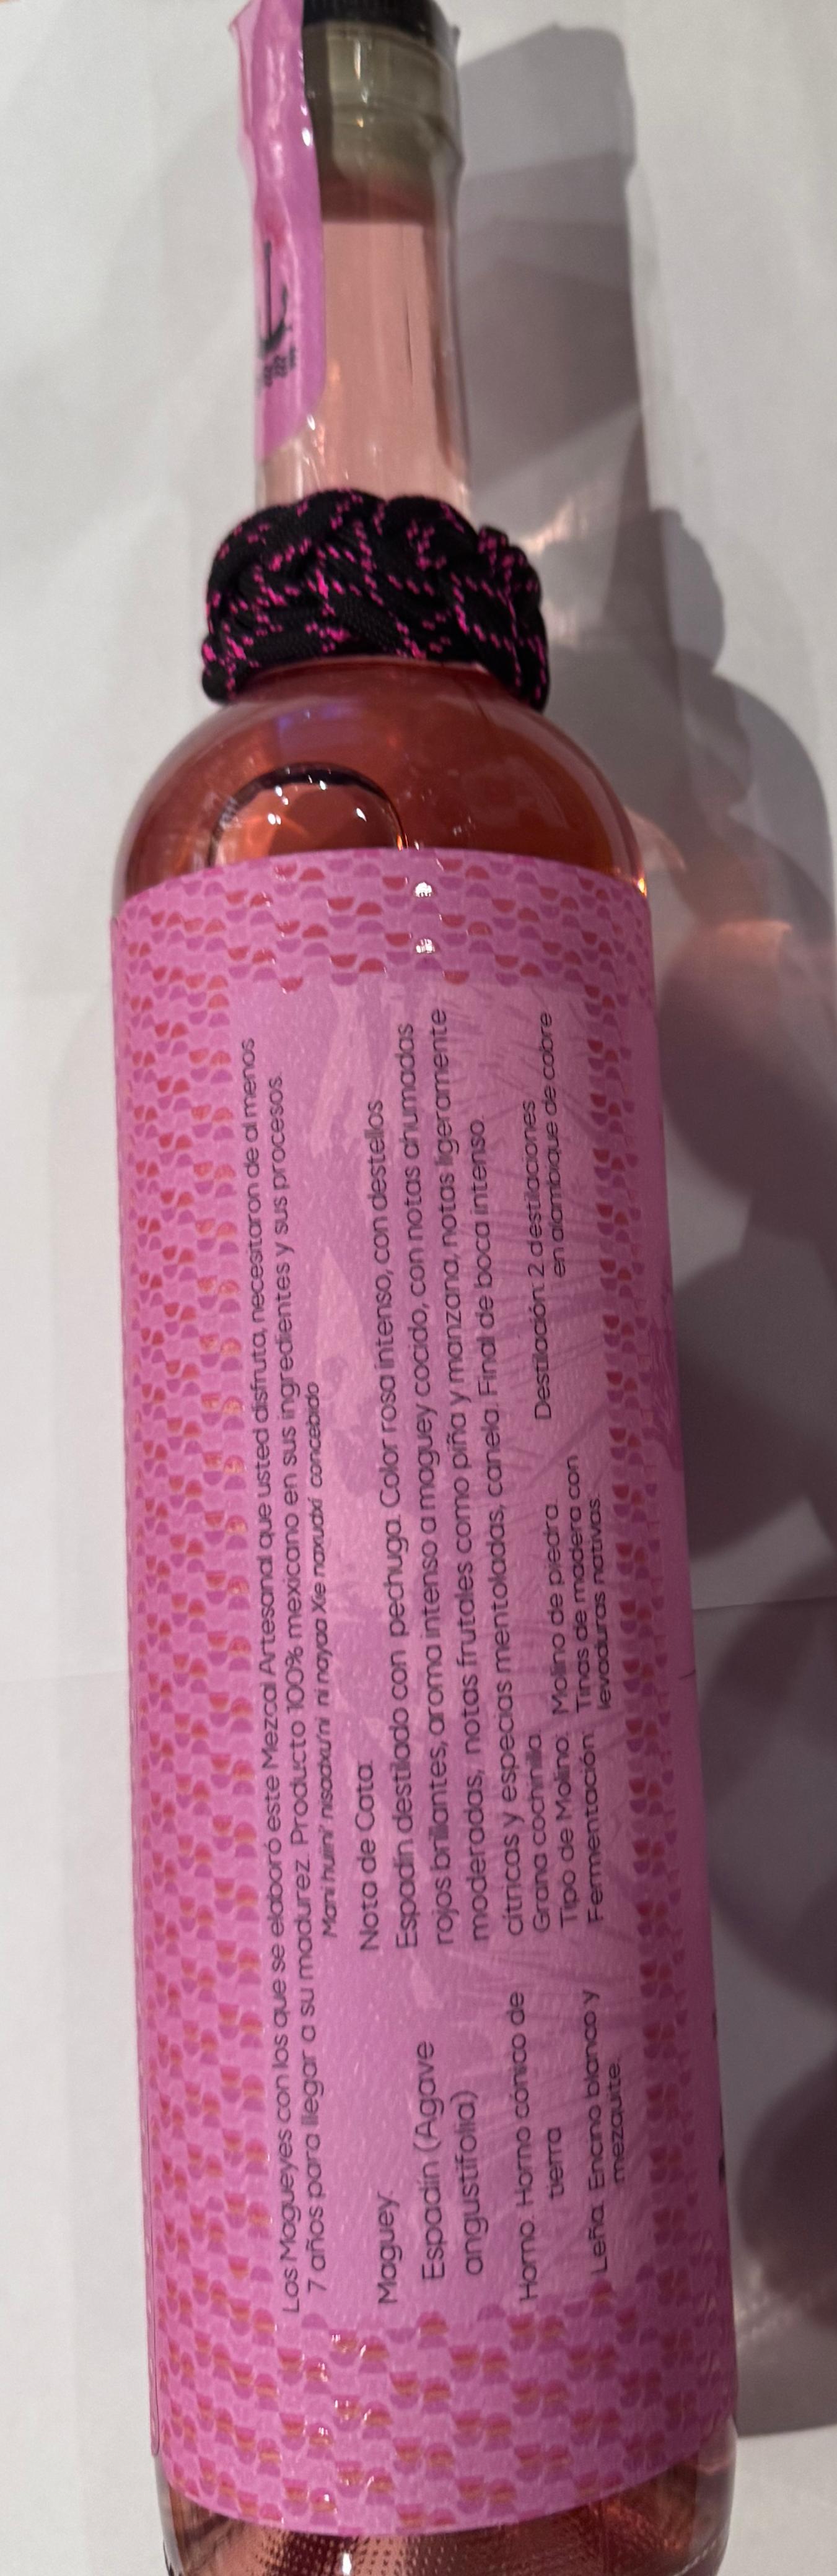 Los Magueyes con los que se elaboró este Mezcal Artesanal que usted disfruta, necesitaron de al menos
7 años para llegar a su madurez. Producto 100% mexicano en sus ingredientes y sus procesos.
Mani huiini' nisadxu'ni ni nayaa Xie naxudxi concebido
Maguey:
Espadín (Agave
angustifolia)
Horno: Horno cónico de
tierra
Leña: Encino blanco y
mezquite.
Nota de Cata:
Espadín destilado con pechuga. Color rosa intenso, con destellos
rojos brillantes, aroma intenso a maguey cocido, con notas ahumadas
moderadas, notas frutales como piña y manzana, notas ligeramente
cítricas y especias mentoladas, canela. Final de boca intenso.
Grana cochinilla.
Tipo de Molino: Molino de piedra
Fermentación: Tinas de madera con
levaduras nativas.
Destilación: 2 destilaciones
en alambique de cobre